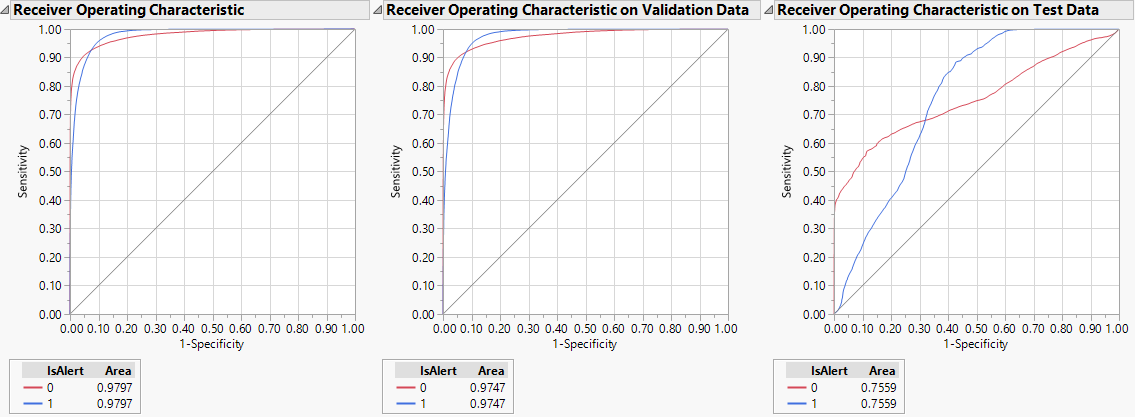 Receiver Operating Characteristic
1.00
0.90
0.80
0.70
0.60
0.50
0.40
0.30
0.20
0.10
0.00
Sensitivity
0.00 0.10 0.20 0.30 0.40 0.50 0.60 0.70 0.80 0.90 1.00
1-Specificity
IsAlert Area
0 0.9797
1 0.9797
Receiver Operating Characteristic on Validation Data
1.00
0.90
0.80
0.70
0.60
0.50
0.40
0.30
0.20
0.10
0.00
Sensitivity
0.00 0.10 0.20 0.30 0.40 0.50 0.60 0.70 0.80 0.90 1.00
1-Specificity
IsAlert Area
0 0.9747
1 0.9747
Receiver Operating Characteristic on Test Data
1.00
0.90
0.80
0.70
0.60
0.50
0.40
0.30
0.20
0.10
0.00
Sensitivity
0.00 0.10 0.20 0.30 0.40 0.50 0.60 0.70 0.80 0.90 1.00
1-Specificity
IsAlert Area
0 0.7559
1 0.7559